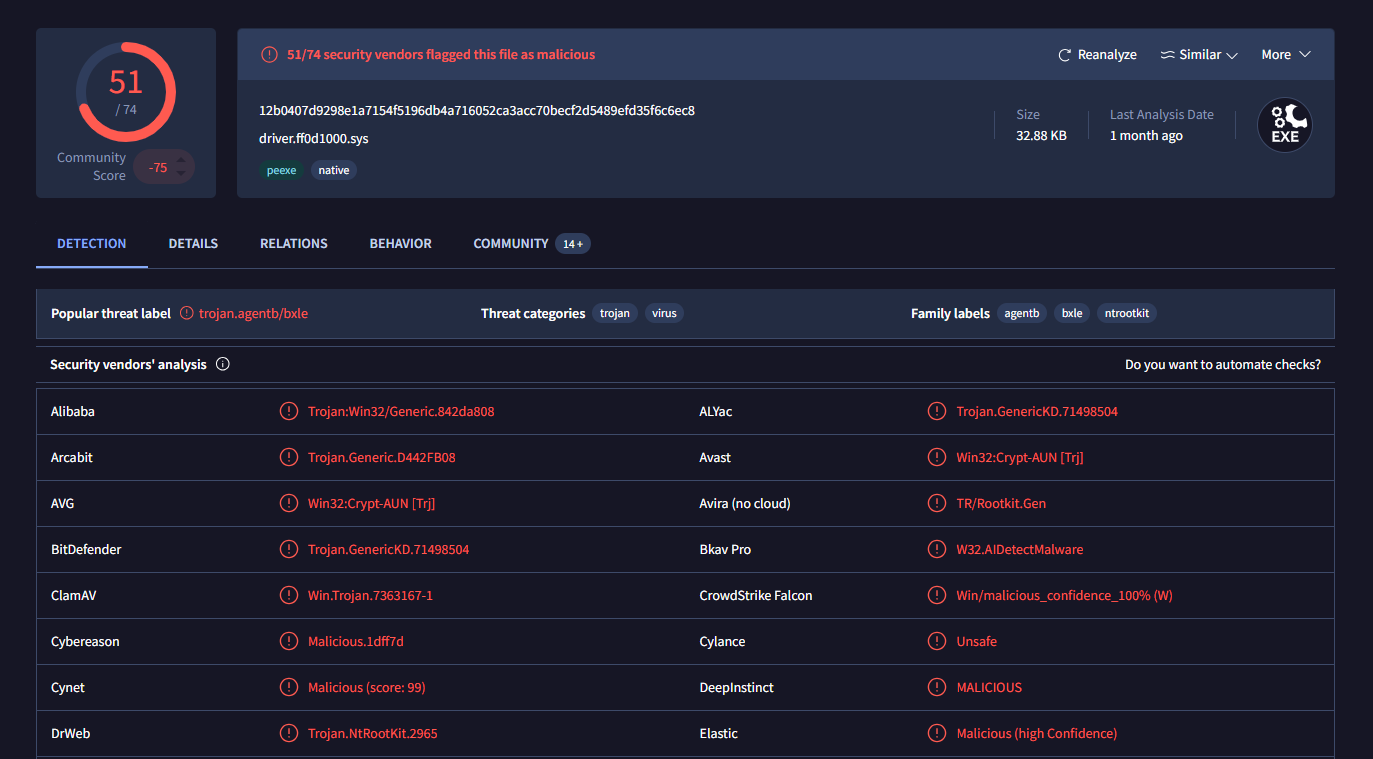 51
/ 74
Community Score
-75
51/74 security vendors flagged this file as malicious
Reanalyze
Similar
More
12b0407d9298e1a7154f5196db4a716052ca3acc70becf2d5489efd35f6c6ec8
driver.ff0d1000.sys
peexe
native
Size
32.88 KB
Last Analysis Date
1 month ago
EXE
DETECTION
DETAILS
RELATIONS
BEHAVIOR
COMMUNITY 14+
Popular threat label trojan.agentb/bxle
Threat categories trojan virus
Family labels agentb bxle ntrootkit
Security vendors' analysis
Do you want to automate checks?
Alibaba Trojan:Win32/Generic.842da808
ALYac Trojan.GenericKD.71498504
Arcabit Trojan.Generic.D442FB08
Avast Win32:Crypt-AUN [Trj]
AVG Win32:Crypt-AUN [Trj]
Avira (no cloud) TR/Rootkit.Gen
BitDefender Trojan.GenericKD.71498504
Bkav Pro W32.AIDetectMalware
ClamAV Win.Trojan.7363167-1
CrowdStrike Falcon Win/malicious_confidence_100% (W)
Cybereason Malicious.1dff7d
Cylance Unsafe
Cynet Malicious (score: 99)
DeepInstinct MALICIOUS
DrWeb Trojan.NtRootKit.2965
Elastic Malicious (high Confidence)